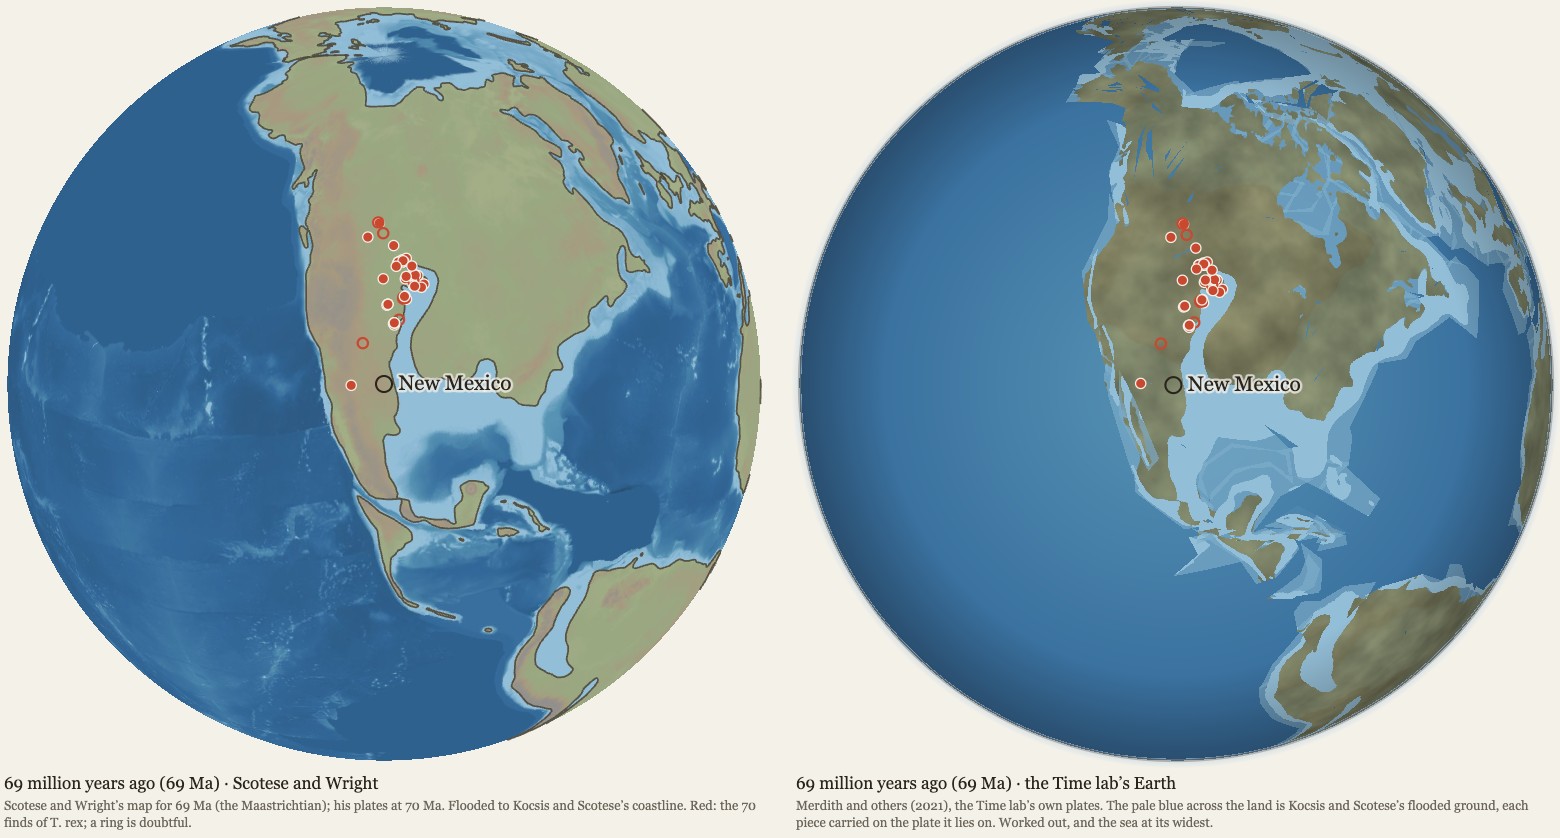 New Mexico
New Mexico
69 million years ago (69 Ma) · Scotese and Wright
Scotese and Wright's map for 69 Ma (the Maastrichtian); his plates at 70 Ma. Flooded to Kocsis and Scotese's coastline. Red: the 70
finds of T. rex; a ring is doubtful.
69 million years ago (69 Ma) · the Time lab's Earth
Merdith and others (2021), the Time lab's own plates. The pale blue across the land is Kocsis and Scotese's flooded ground, each
piece carried on the plate it lies on. Worked out, and the sea at its widest.